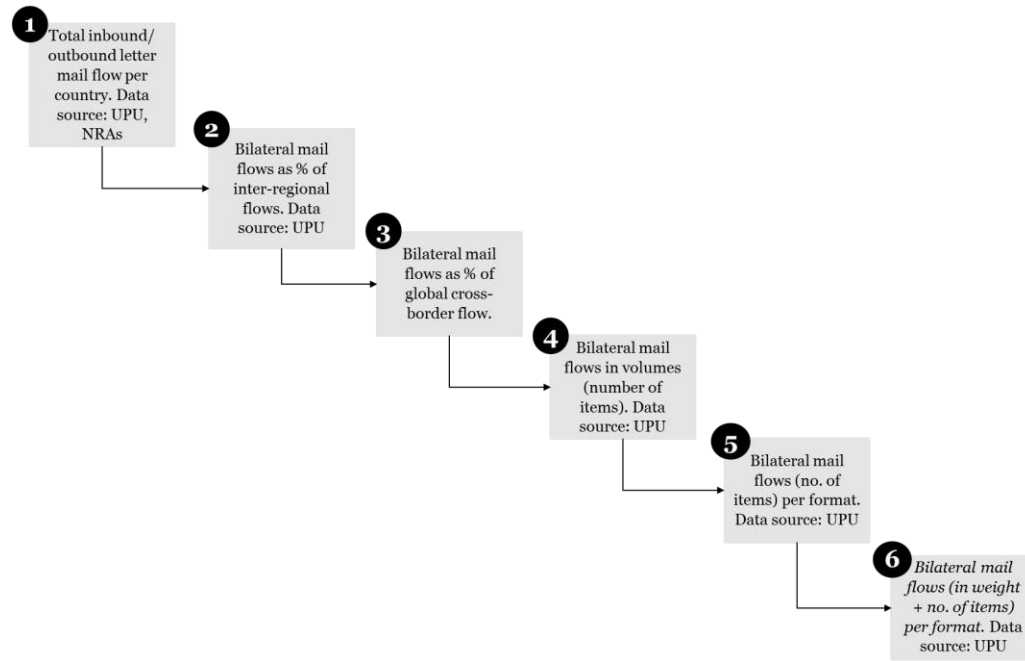 1
Total inbound/
outbound letter
mail flow per
country. Data
source: UPU,
NRAs
2
Bilateral mail
flows as % of
inter-regional
flows. Data
source: UPU
3
Bilateral mail
flows as % of
global cross-
border flow.
4
Bilateral mail
flows in volumes
(number of
items). Data
source: UPU
5
Bilateral mail
flows (no. of
items) per format.
Data source: UPU
6
Bilateral mail
flows (in weight
+ no. of items)
per format. Data
source: UPU